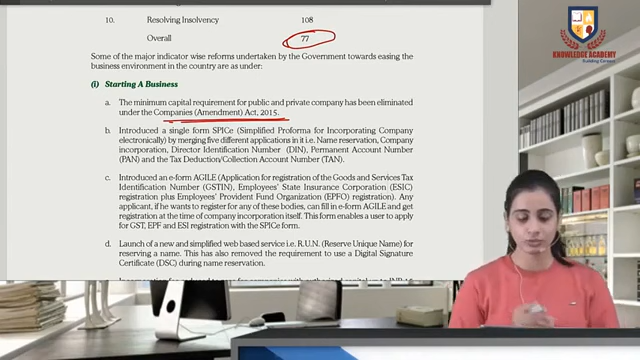 10. Resolving Insolvency 108
Overall 77
Some of the major indicator wise reforms undertaken by the Government towards easing the
business environment in the country are as under:
(i) Starting A Business
a. The minimum capital requirement for public and private company has been eliminated
under the Companies (Amendment) Act, 2015.
b. Introduced a single form SPICe (Simplified Proforma for Incorporating Company
electronically) by merging five different applications in it i.e. Name reservation, Company
incorporation, Director Identification Number (DIN), Permanent Account Number
(PAN) and the Tax Deduction/Collection Account Number (TAN).
c. Introduced an e-form AGILE (Application for registration of the Goods and Services Tax
Identification Number (GSTIN), Employees' State Insurance Corporation (ESIC)
registration plus Employees' Provident Fund Organization (EPFO) registration). Any
applicant, if he wants to register for any of these bodies, can fill in e-form AGILE and get
registration at the time of company incorporation itself. This form enables a user to apply
for GST, EPF and ESI registration with the SPICe form.
d. Launch of a new and simplified web based service i.e. R.U.N. (Reserve Unique Name) for
reserving a name. This has also removed the requirement to use a Digital Signature
Certificate (DSC) during name reservation.
KNOWLEDGE ACADEMY